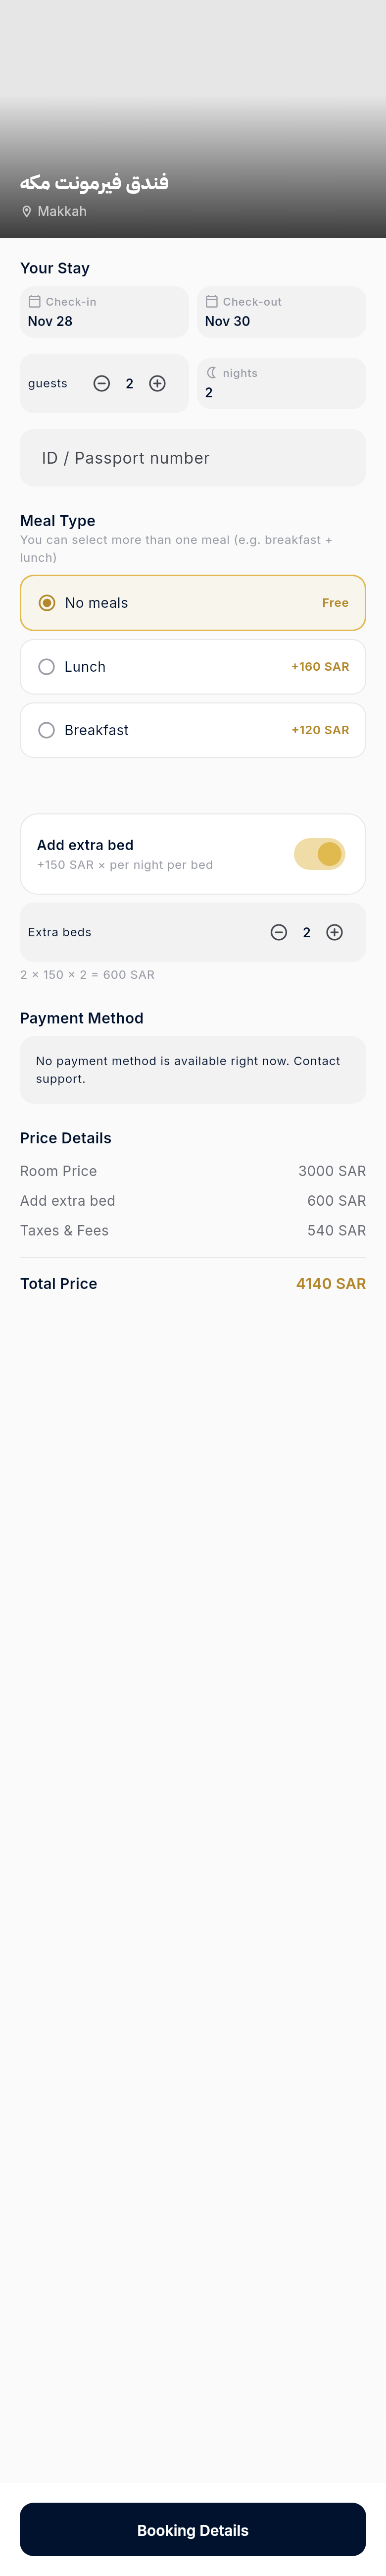 فندق فيرمونت مكه
Makkah
Your Stay
Check-in
Nov 28
Check-out
Nov 30
guests
2
nights
2
ID / Passport number
Meal Type
You can select more than one meal (e.g. breakfast +
lunch)
No meals
Free
Lunch
+160 SAR
Breakfast
+120 SAR
Add extra bed
+150 SAR × per night per bed
Extra beds
2
2 × 150 × 2 = 600 SAR
Payment Method
No payment method is available right now. Contact
support.
Price Details
Room Price
3000 SAR
Add extra bed
600 SAR
Taxes & Fees
540 SAR
Total Price
4140 SAR
Booking Details